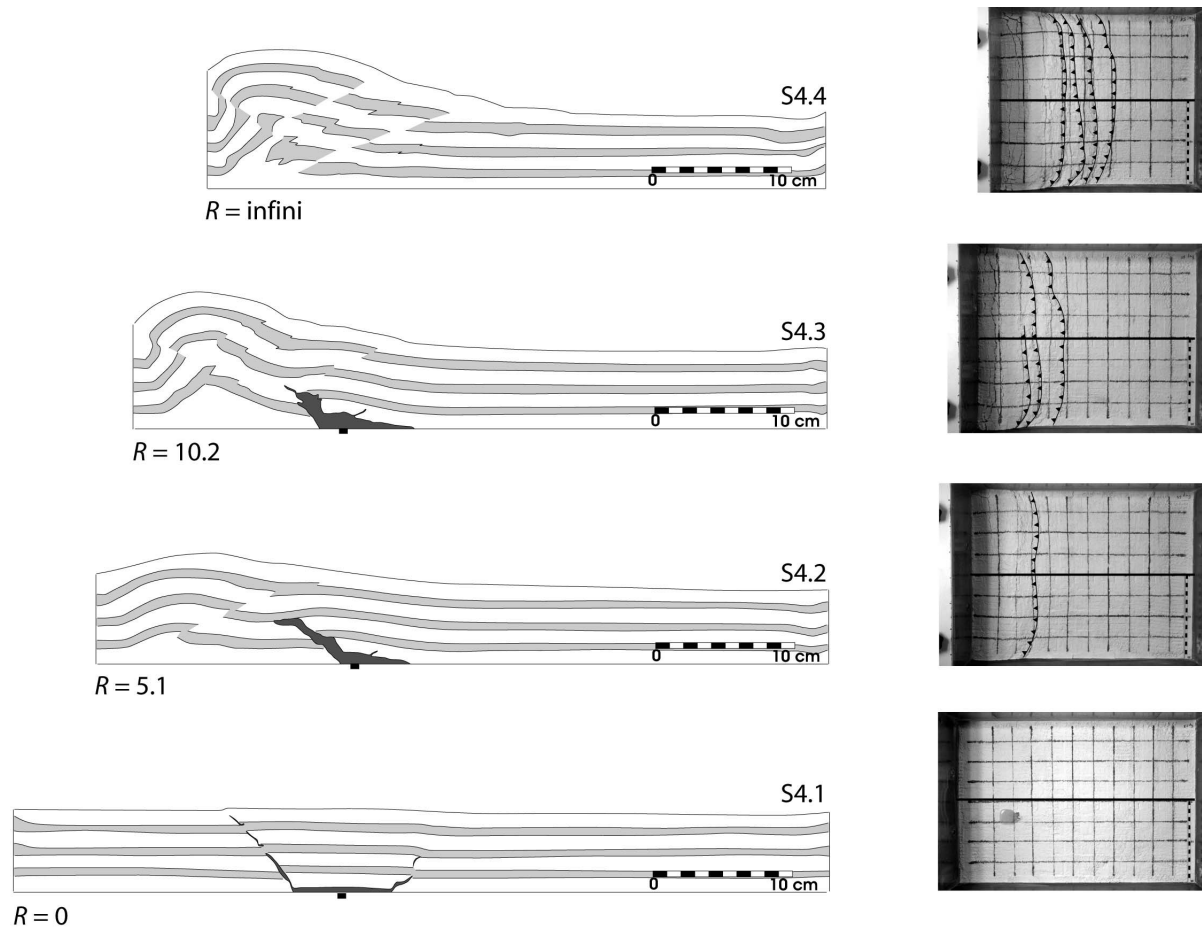 S4.4
0 10 cm
R = infini
S4.3
0 10 cm
R = 10.2
S4.2
0 10 cm
R = 5.1
S4.1
0 10 cm
R = 0